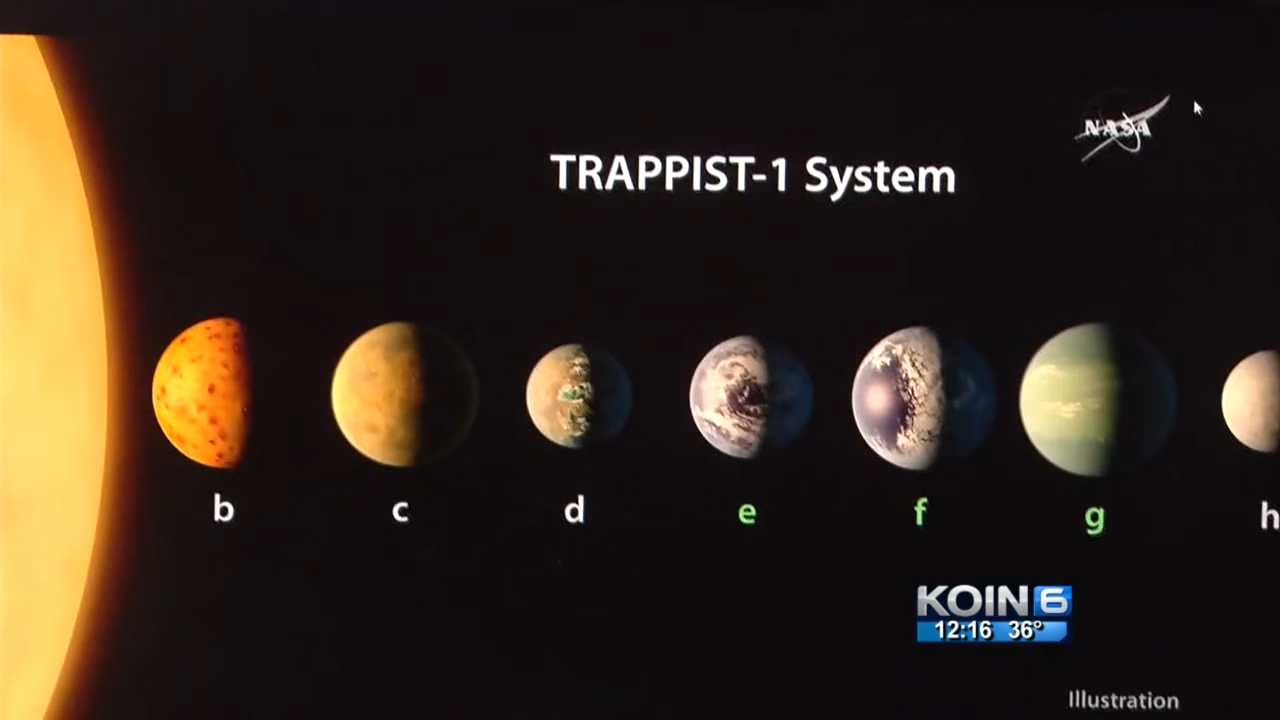 NASA
TRAPPIST-1 System
b c d e f g h
KOIN 6
12:16 36°
Illustration